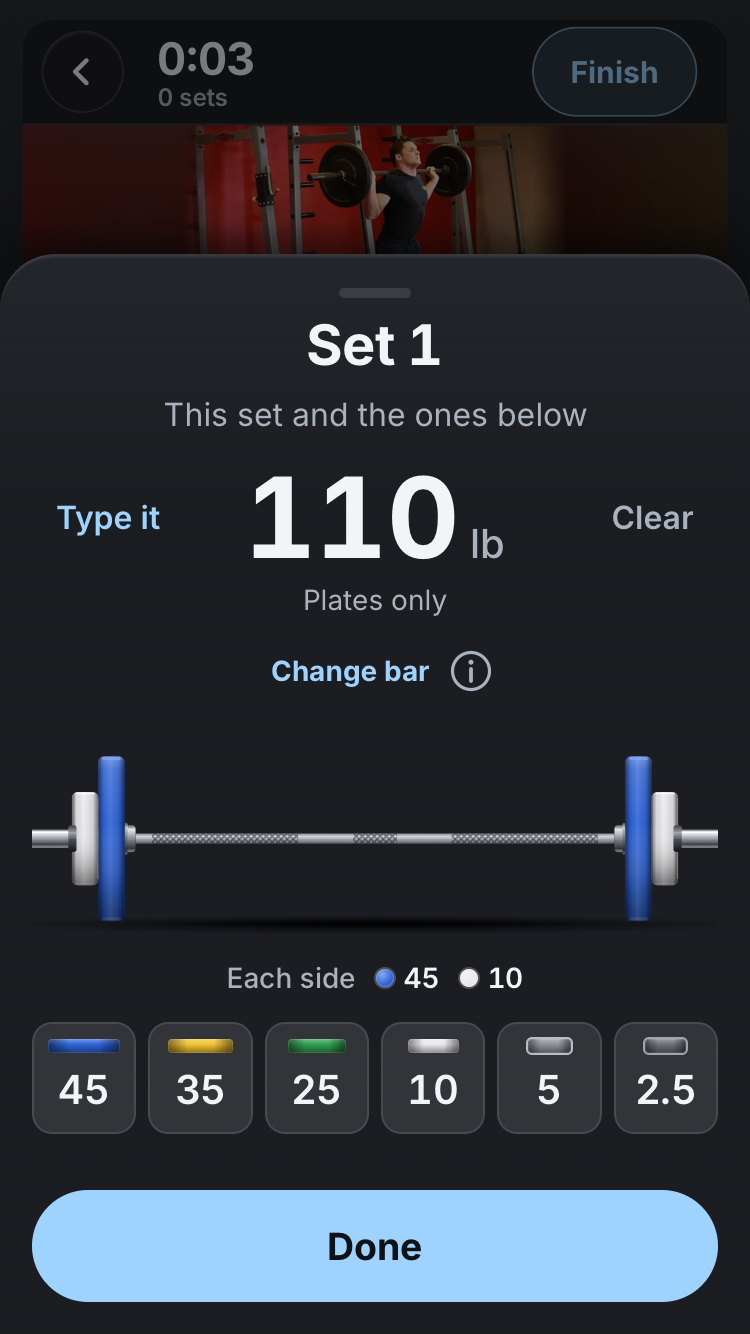 0:03
0 sets
Finish
Set 1
This set and the ones below
Type it
110 lb
Clear
Plates only
Change bar
Each side 45 10
45 35 25 10 5 2.5
Done